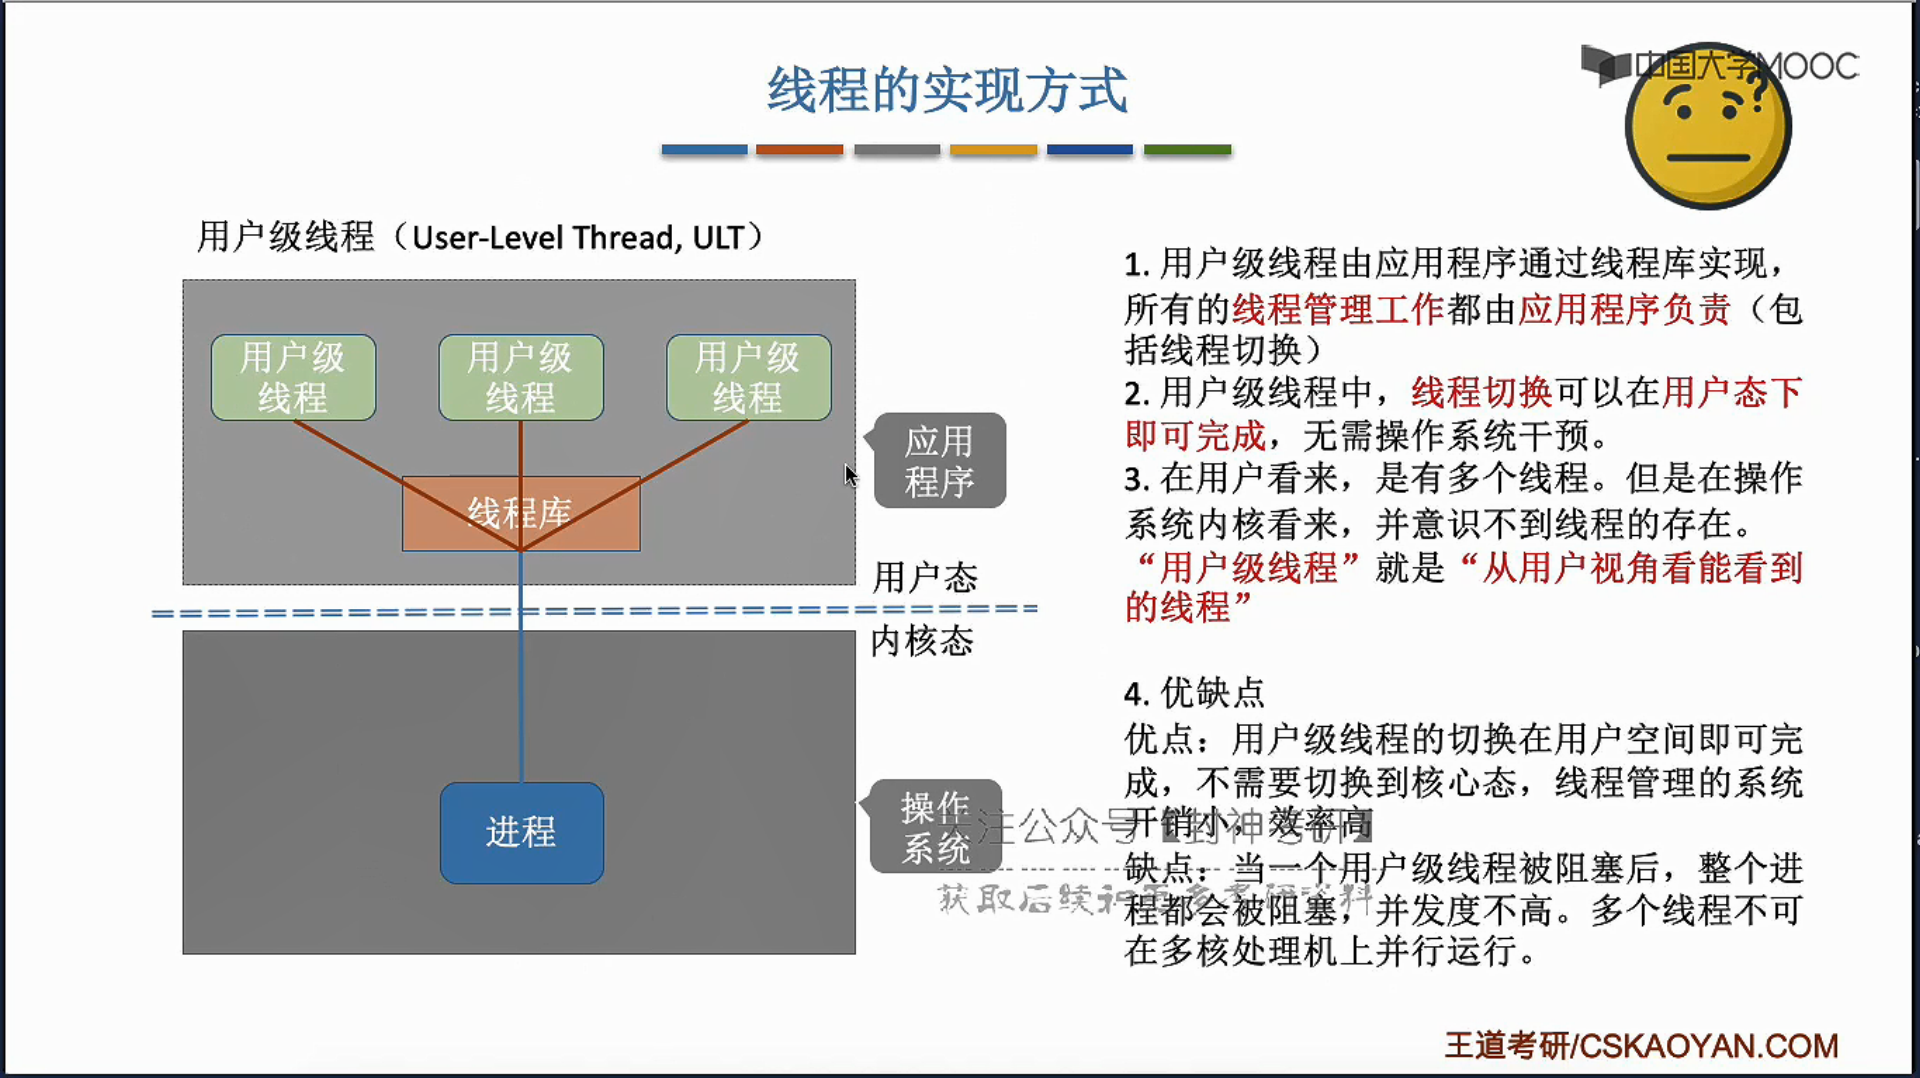 线程的实现方式
中国大学MOOC
用户级线程（User-Level Thread, ULT）
用户级
线程
用户级
线程
用户级
线程
线程库
应用
程序
用户态
内核态
进程
操作
系统
1. 用户级线程由应用程序通过线程库实现，
所有的线程管理工作都由应用程序负责（包
括线程切换）
2. 用户级线程中，线程切换可以在用户态下
即可完成，无需操作系统干预。
3. 在用户看来，是有多个线程。但是在操作
系统内核看来，并意识不到线程的存在。
“用户级线程”就是“从用户视角看能看到
的线程”
4. 优缺点
优点：用户级线程的切换在用户空间即可完
成，不需要切换到核心态，线程管理的系统
开销小，效率高
缺点：当一个用户级线程被阻塞后，整个进
程都会被阻塞，并发度不高。多个线程不可
在多核处理机上并行运行。
关注公众号【封神考研】
获取后续和更多考研资料
王道考研/CSKAOYAN.COM